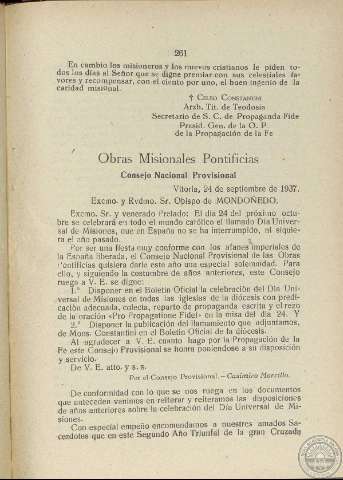 261
En cambio los misioneros y los nuevos cristianos le piden to-
dos los días al Señor que se digne premiar con sus celestiales fa-
vores y recompensar, con el ciento por uno, el buen ingenio de la
caridad misional.
† CELSO CONSTANTINI
Arzb. Tit. de Teodosia
Secretario de S. C. de Propaganda Fide
Presid. Gen. de la O. P.
de la Propagación de la Fe
Obras Misionales Pontificias
Consejo Nacional Provisional
Vitoria, 24 de septiembre de 1937.
EXCMO. y RVDMO. Sr. Obispo de MONDOÑEDO.
EXCMO. Sr. y venerado Prelado: El día 24 del próximo octu-
bre se celebrará en todo el mundo católico el llamado Día Univer-
sal de Misiones, que en España no se ha interrumpido, ni siquie-
ra el año pasado.
Por ser una fiesta muy conforme con los afanes imperiales de
la España liberada, el Consejo Nacional Provisional de las Obras
Pontificias quisiera darle este año una especial solemnidad. Para
ello, y siguiendo la costumbre de años anteriores, este Consejo
ruega a V. E. se digne:
1.º Disponer en el Boletín Oficial la celebración del Día Uni-
versal de Misiones en todas las iglesias de la diócesis con predi-
cación adecuada, colecta, reparto de propaganda escrita y el rezo
de la oración «Pro Propagatione Fidei» en la misa del día 24. Y
2.º Disponer la publicación del llamamiento que adjuntamos,
de Mons. Constantini en el Boletín Oficial de la diócesis.
Al agradecer a V. E. cuanto haga por la Propagación de la
Fe este Consejo Provisional se honra poniéndose a su disposición
y servicio.
De V. E. atto. y s. s.
Por el Consejo Provisional.—Casimiro Morcillo.
De conformidad con lo que se nos ruega en los documentos
que anteceden venimos en reiterar y reiteramos las disposiciones
de años anteriores sobre la celebración del Día Universal de Mi-
siones.
Con especial empeño encomendamos a nuestros amados Sa-
cerdotes que en este Segundo Año Triunfal de la gran Cruzada